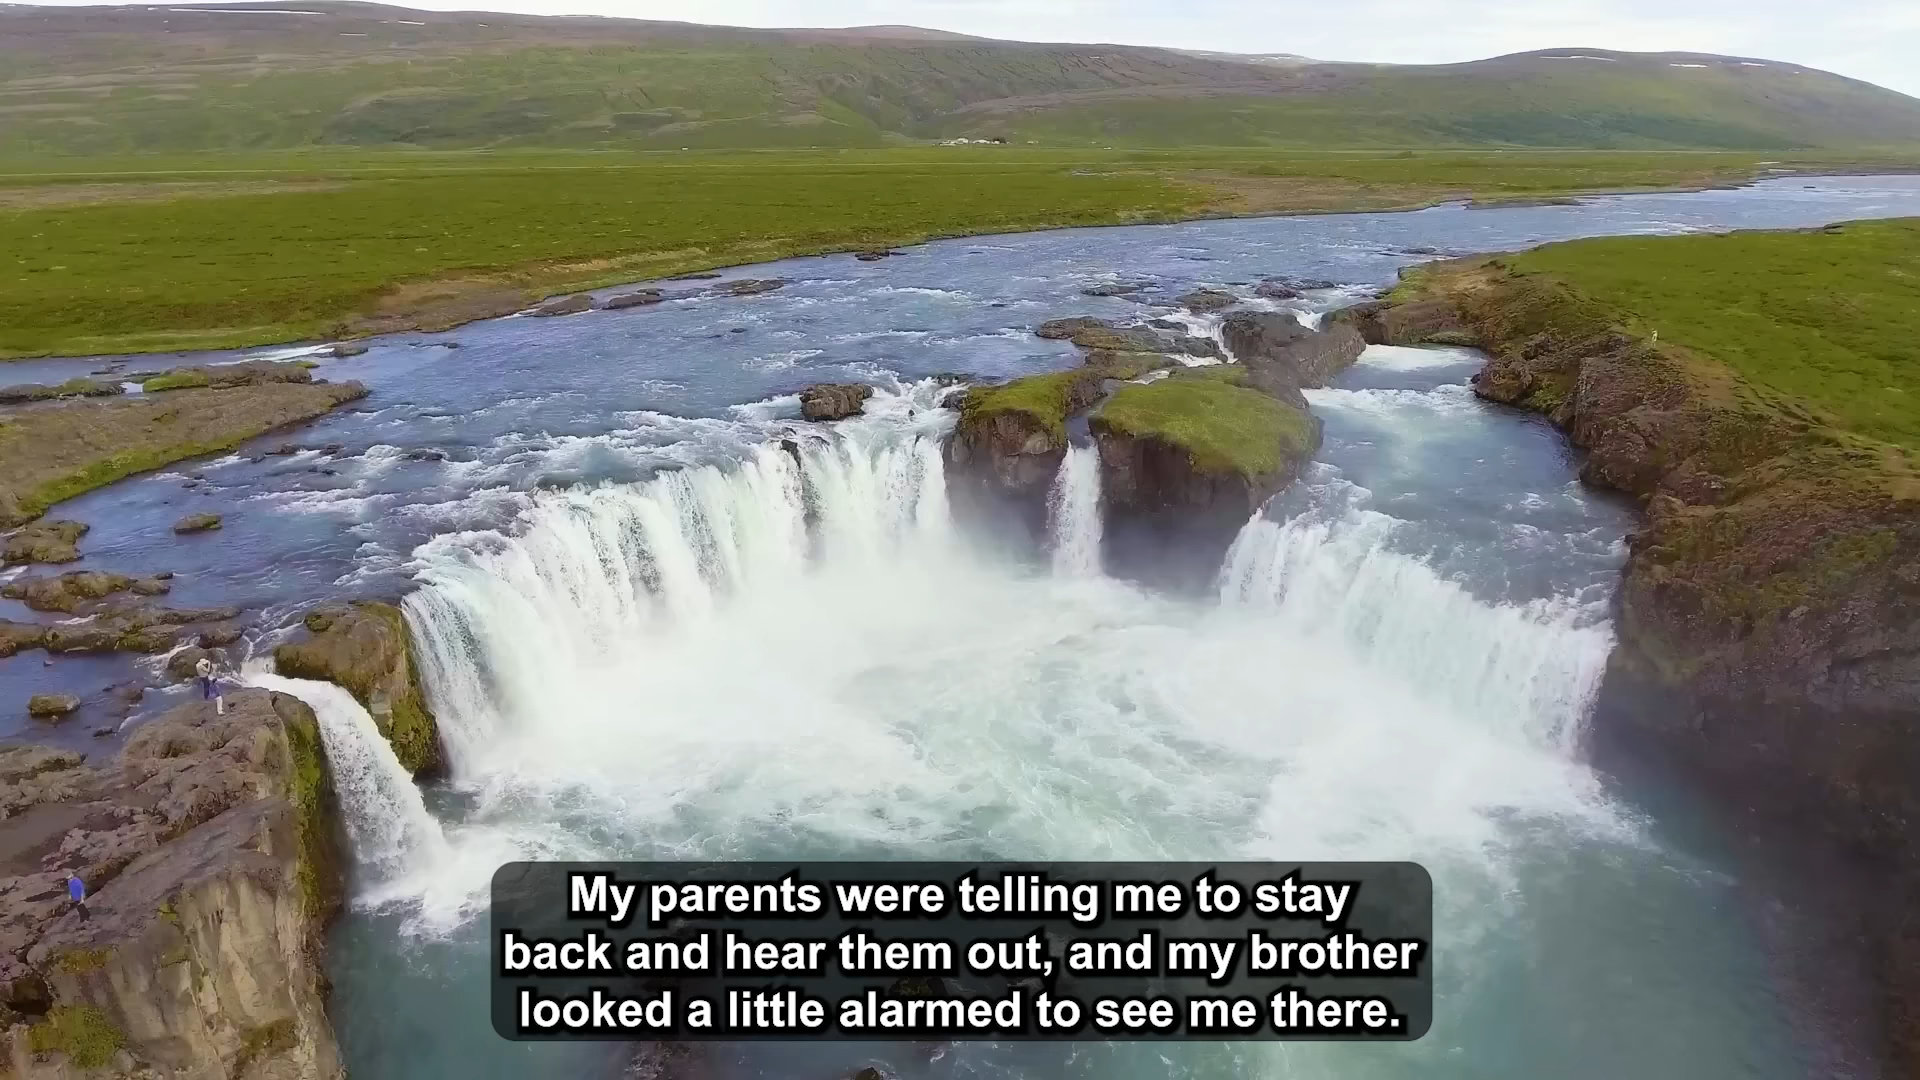 My parents were telling me to stay
back and hear them out, and my brother
looked a little alarmed to see me there.